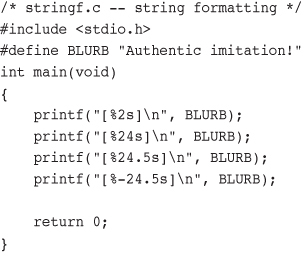 /* stringf.c -- string formatting */
#include <stdio.h>
#define BLURB "Authentic imitation!"
int main(void)
{
    printf("[%2s]\n", BLURB);
    printf("[%24s]\n", BLURB);
    printf("[%24.5s]\n", BLURB);
    printf("[%-24.5s]\n", BLURB);

    return 0;
}